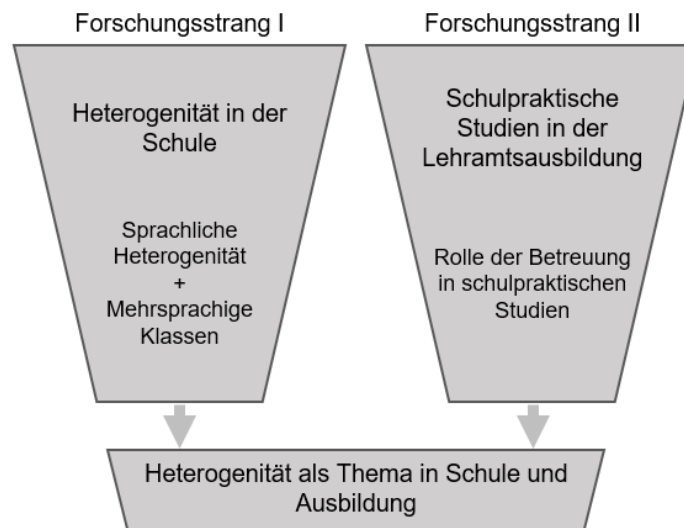 Forschungsstrang I
Heterogenität in der
Schule
Sprachliche
Heterogenität
+
Mehrsprachige
Klassen
Forschungsstrang II
Schulpraktische
Studien in der
Lehramtsausbildung
Rolle der Betreuung
in schulpraktischen
Studien
Heterogenität als Thema in Schule und
Ausbildung